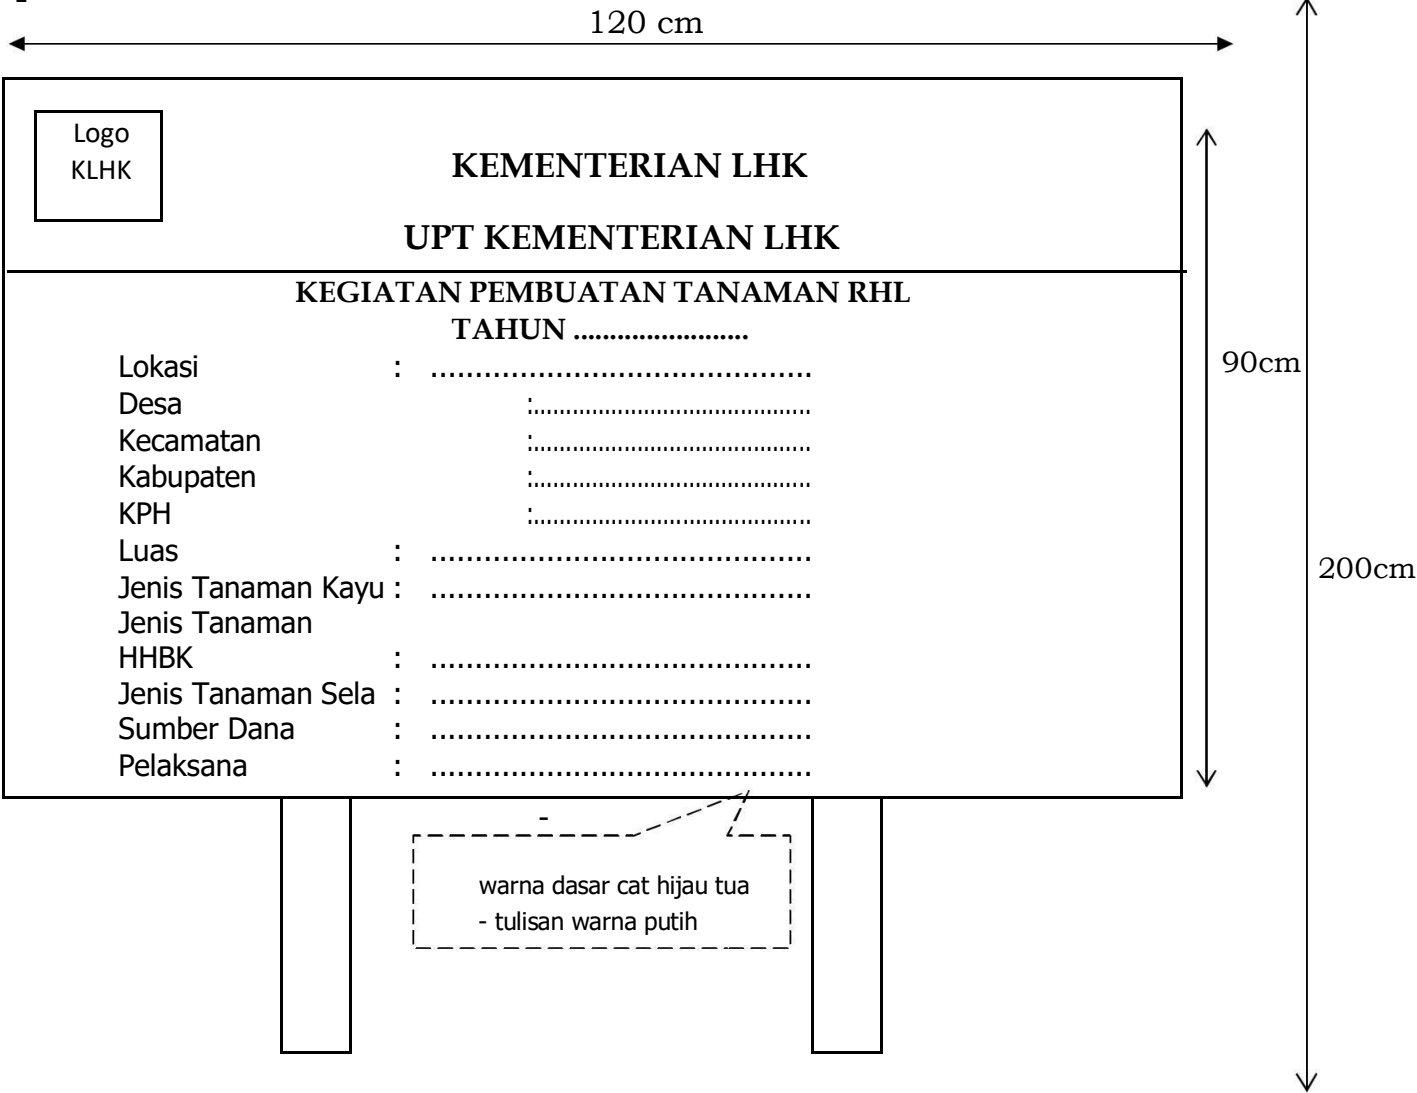 120 cm
Logo
KLHK
KEMENTERIAN LHK
UPT KEMENTERIAN LHK
KEGIATAN PEMBUATAN TANAMAN RHL
TAHUN ........................
Lokasi : ..........................................
Desa :..........................................
Kecamatan :..........................................
Kabupaten :..........................................
KPH :..........................................
Luas : ..........................................
Jenis Tanaman Kayu : ..........................................
Jenis Tanaman
HHBK : ..........................................
Jenis Tanaman Sela : ..........................................
Sumber Dana : ..........................................
Pelaksana : ..........................................
90cm
200cm
-
warna dasar cat hijau tua
- tulisan warna putih